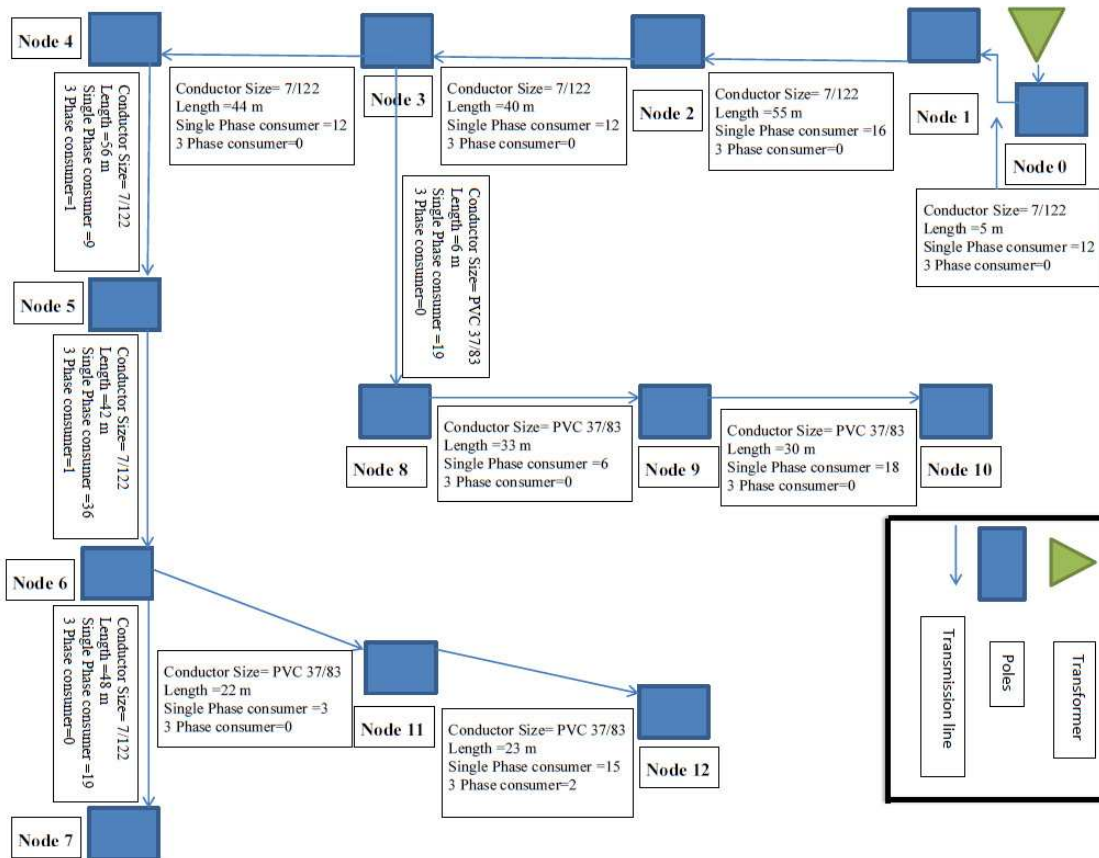 Node 4
Conductor Size= 7/122
Length =44 m
Single Phase consumer =12
3 Phase consumer=0
Node 3
Conductor Size= 7/122
Length =40 m
Single Phase consumer =12
3 Phase consumer=0
Node 2
Conductor Size= 7/122
Length =55 m
Single Phase consumer =16
3 Phase consumer=0
Node 1
Node 0
Conductor Size= 7/122
Length =5 m
Single Phase consumer =12
3 Phase consumer=0
Conductor Size= 7/122
Length =56 m
Single Phase consumer =9
3 Phase consumer=1
Conductor Size= PVC 37/83
Length =6 m
Single Phase consumer =19
3 Phase consumer=0
Node 5
Conductor Size= 7/122
Length =42 m
Single Phase consumer =36
3 Phase consumer=1
Node 8
Conductor Size= PVC 37/83
Length =33 m
Single Phase consumer =6
3 Phase consumer=0
Node 9
Conductor Size= PVC 37/83
Length =30 m
Single Phase consumer =18
3 Phase consumer=0
Node 10
Node 6
Conductor Size= 7/122
Length =48 m
Single Phase consumer =19
3 Phase consumer=0
Conductor Size= PVC 37/83
Length =22 m
Single Phase consumer =3
3 Phase consumer=0
Node 11
Conductor Size= PVC 37/83
Length =23 m
Single Phase consumer =15
3 Phase consumer=2
Node 12
Node 7
Transmission line
Poles
Transformer